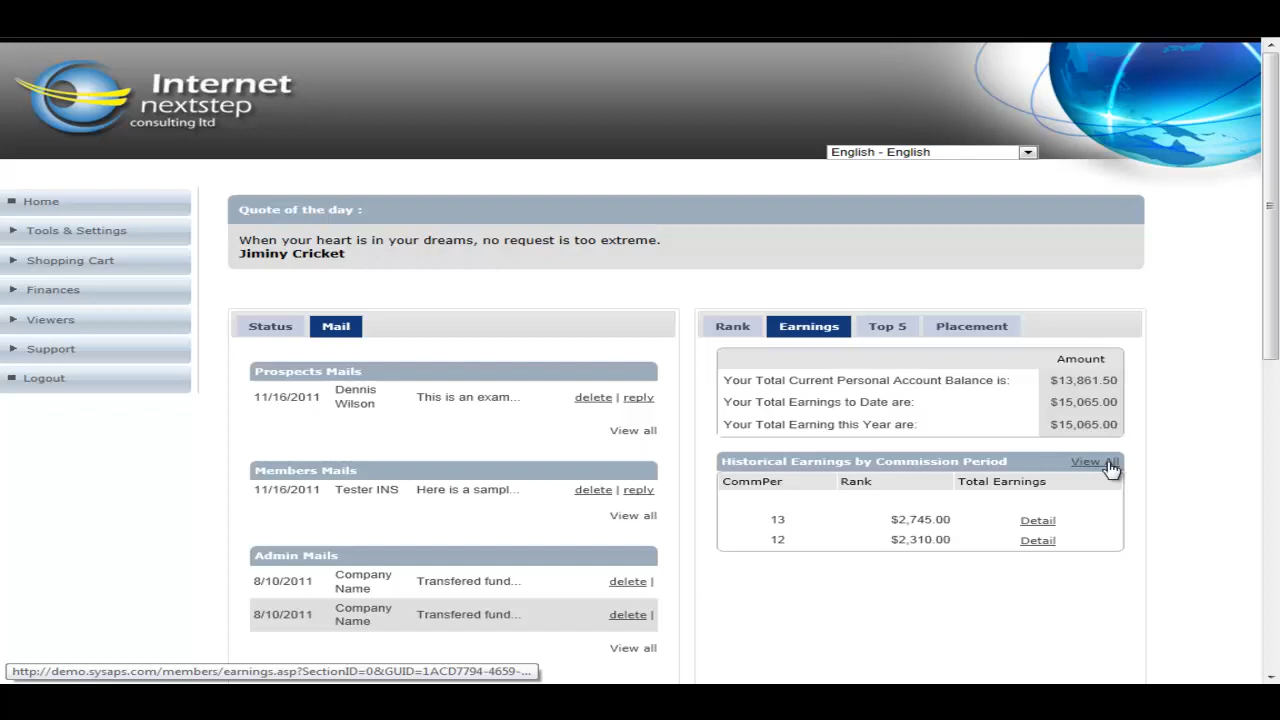 Internet
nextstep
consulting ltd
English - English
Home
Tools & Settings
Shopping Cart
Finances
Viewers
Support
Logout
Quote of the day :
When your heart is in your dreams, no request is too extreme.
Jiminy Cricket
Status Mail
Prospects Mails
11/16/2011 Dennis Wilson This is an exam... delete | reply
View all
Members Mails
11/16/2011 Tester INS Here is a sampl... delete | reply
View all
Admin Mails
8/10/2011 Company Name Transfered fund... delete |
8/10/2011 Company Name Transfered fund... delete |
View all
Rank Earnings Top 5 Placement
Amount
Your Total Current Personal Account Balance is: $13,861.50
Your Total Earnings to Date are: $15,065.00
Your Total Earning this Year are: $15,065.00
Historical Earnings by Commission Period View All
CommPer Rank Total Earnings
13 $2,745.00 Detail
12 $2,310.00 Detail
http://demo.sysaps.com/members/earnings.asp?SectionID=0&GUID=1ACD7794-4659-...